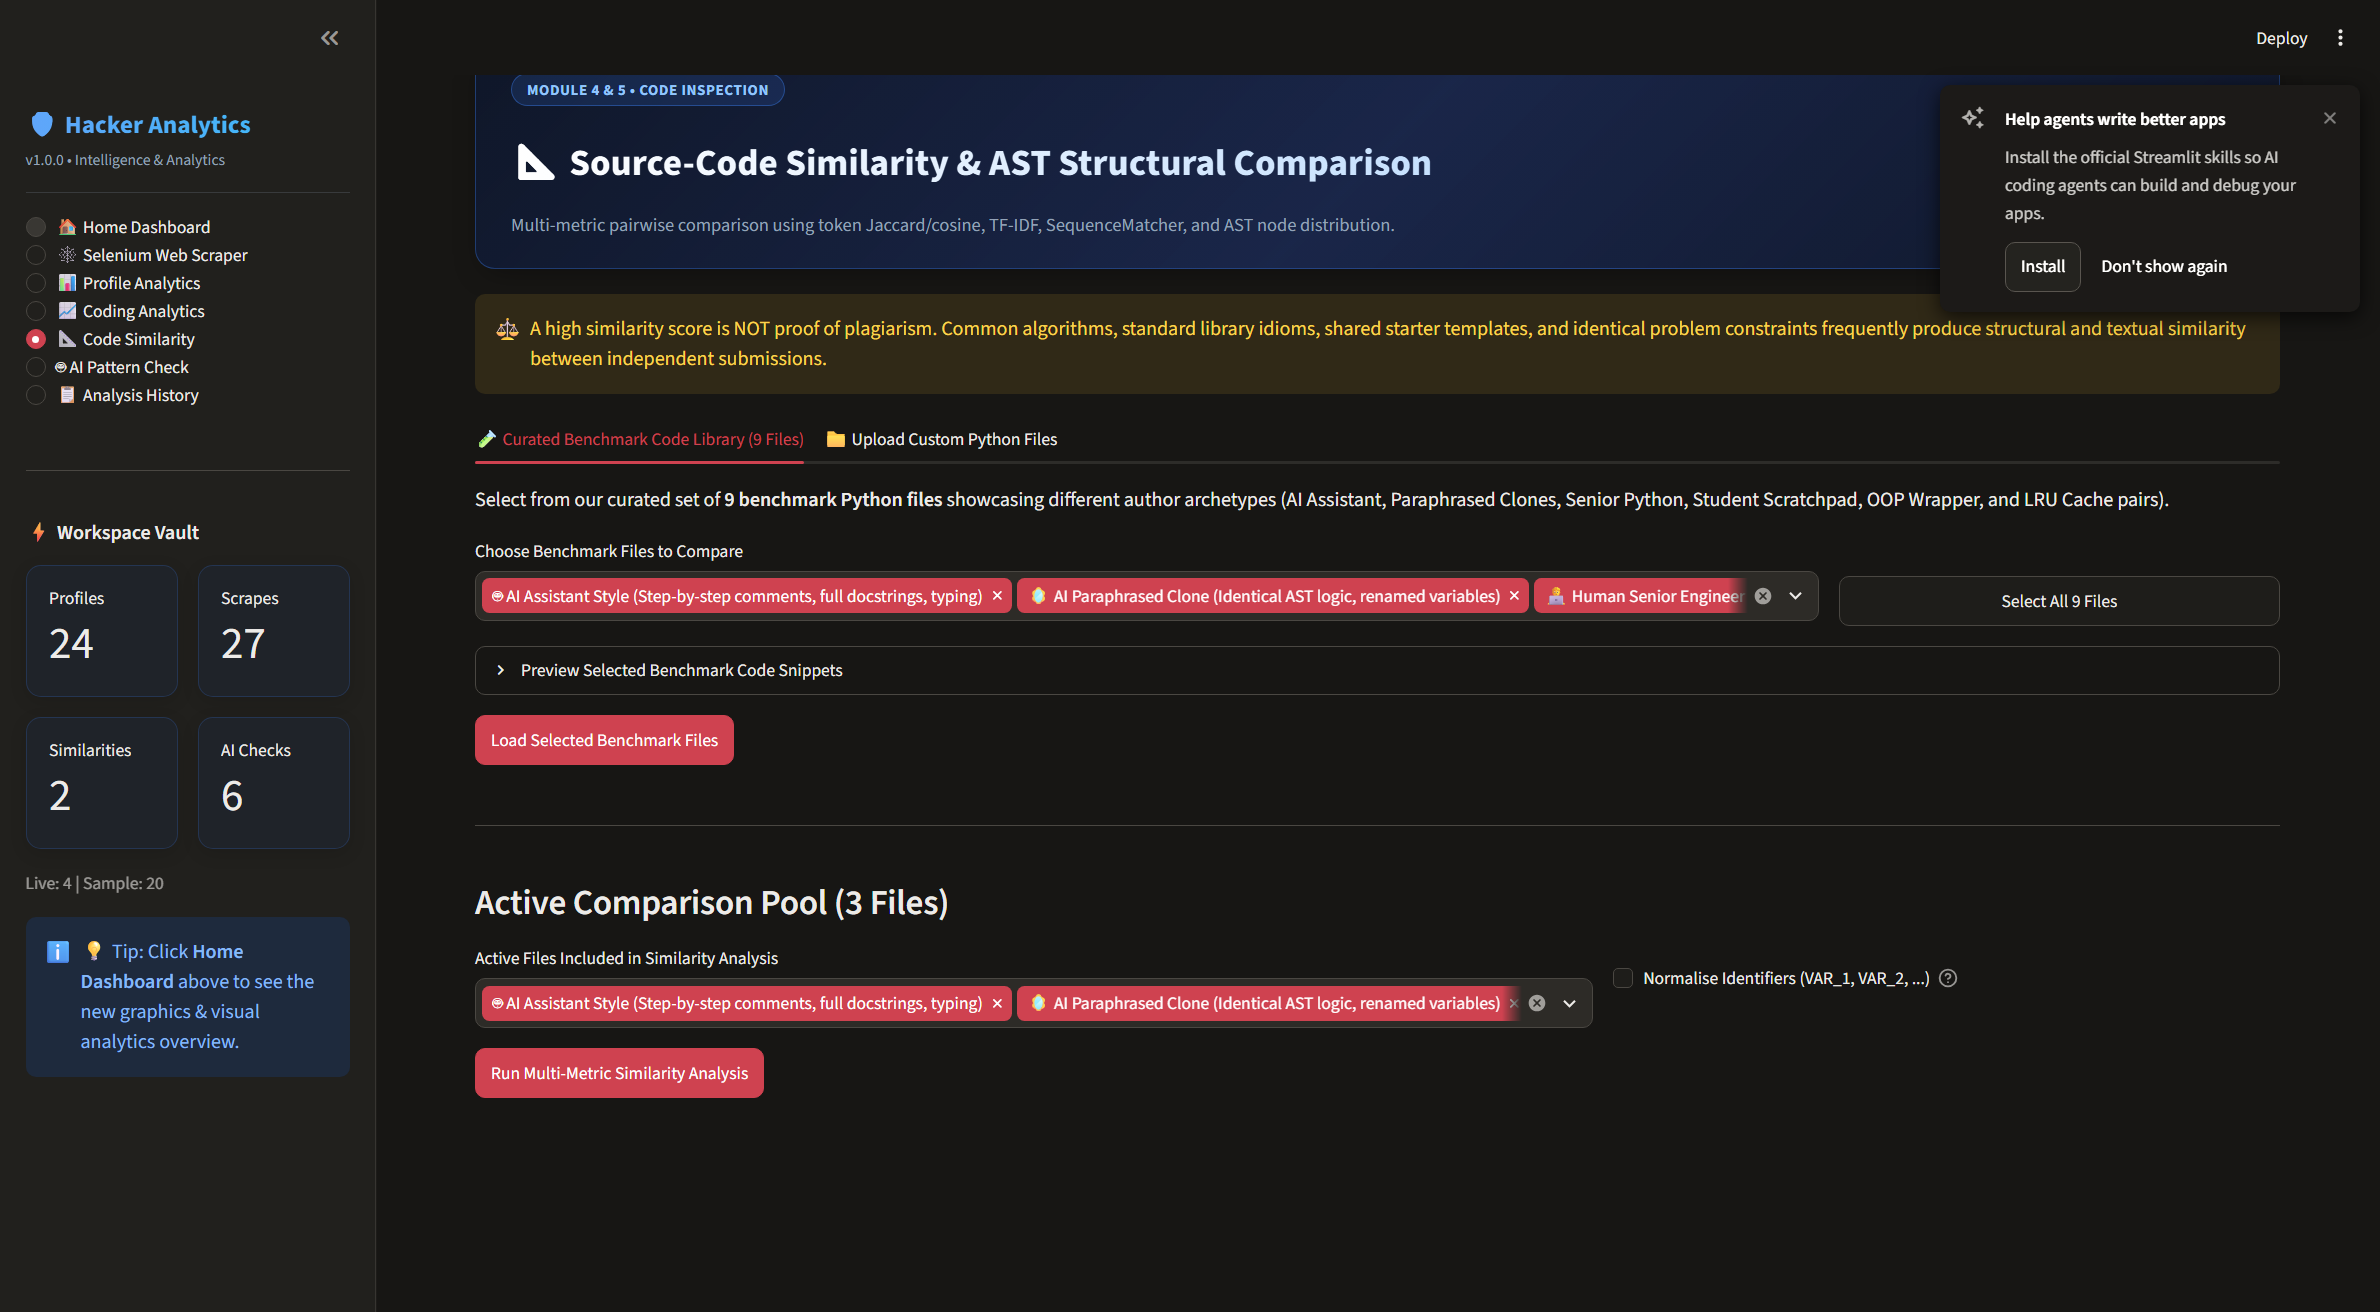 Deploy
Hacker Analytics
v1.0.0 • Intelligence & Analytics
Home Dashboard
Selenium Web Scraper
Profile Analytics
Coding Analytics
Code Similarity
AI Pattern Check
Analysis History
Workspace Vault
Profiles
24
Scrapes
27
Similarities
2
AI Checks
6
Live: 4 | Sample: 20
Tip: Click Home
Dashboard above to see the
new graphics & visual
analytics overview.
MODULE 4 & 5 • CODE INSPECTION
Source-Code Similarity & AST Structural Comparison
Multi-metric pairwise comparison using token Jaccard/cosine, TF-IDF, SequenceMatcher, and AST node distribution.
Help agents write better apps
Install the official Streamlit skills so AI
coding agents can build and debug your
apps.
Install
Don't show again
A high similarity score is NOT proof of plagiarism. Common algorithms, standard library idioms, shared starter templates, and identical problem constraints frequently produce structural and textual similarity
between independent submissions.
Curated Benchmark Code Library (9 Files)
Upload Custom Python Files
Select from our curated set of 9 benchmark Python files showcasing different author archetypes (AI Assistant, Paraphrased Clones, Senior Python, Student Scratchpad, OOP Wrapper, and LRU Cache pairs).
Choose Benchmark Files to Compare
AI Assistant Style (Step-by-step comments, full docstrings, typing)
AI Paraphrased Clone (Identical AST logic, renamed variables)
Human Senior Engineer
Select All 9 Files
Preview Selected Benchmark Code Snippets
Load Selected Benchmark Files
Active Comparison Pool (3 Files)
Active Files Included in Similarity Analysis
AI Assistant Style (Step-by-step comments, full docstrings, typing)
AI Paraphrased Clone (Identical AST logic, renamed variables)
Normalise Identifiers (VAR_1, VAR_2, ...)
Run Multi-Metric Similarity Analysis